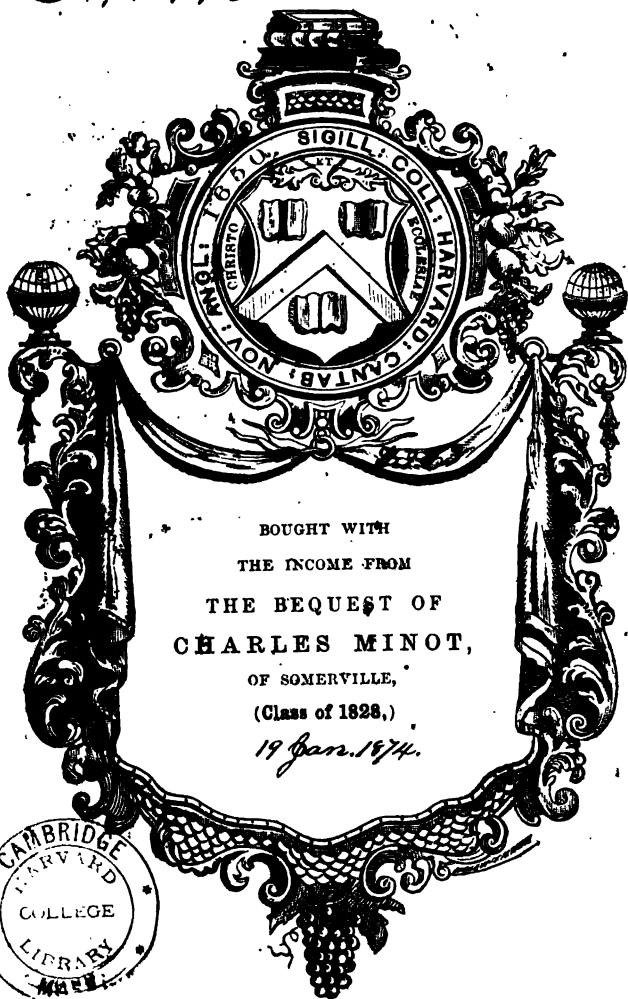 SIGILL: COLL: HARVARD: CANTAB: NOV: ANGL: 1650.
ET
CHRISTO
ECCLESIAE
BOUGHT WITH
THE INCOME FROM
THE BEQUEST OF
CHARLES MINOT,
OF SOMERVILLE,
(Class of 1828,)
19 Jan. 1874.
CAMBRIDGE
HARVARD
COLLEGE
LIBRARY
MASS.